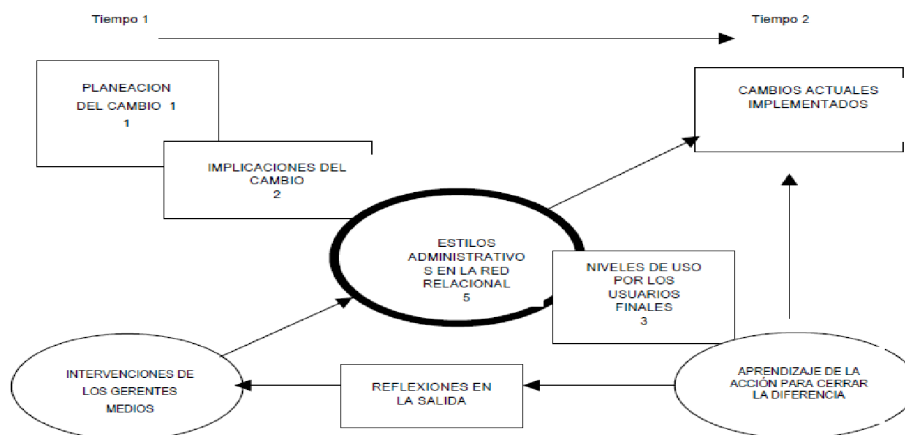 Tiempo 1
Tiempo 2
PLANEACION
DEL CAMBIO 1
1
CAMBIOS ACTUALES
IMPLEMENTADOS
IMPLICACIONES DEL
CAMBIO
2
ESTILOS
ADMINISTRATIVO
S EN LA RED
RELACIONAL
5
NIVELES DE USO
POR LOS
USUARIOS
FINALES
3
INTERVENCIONES DE
LOS GERENTES
MEDIOS
REFLEXIONES EN
LA SALIDA
APRENDIZAJE DE LA
ACCIÓN PARA CERRAR
LA DIFERENCIA